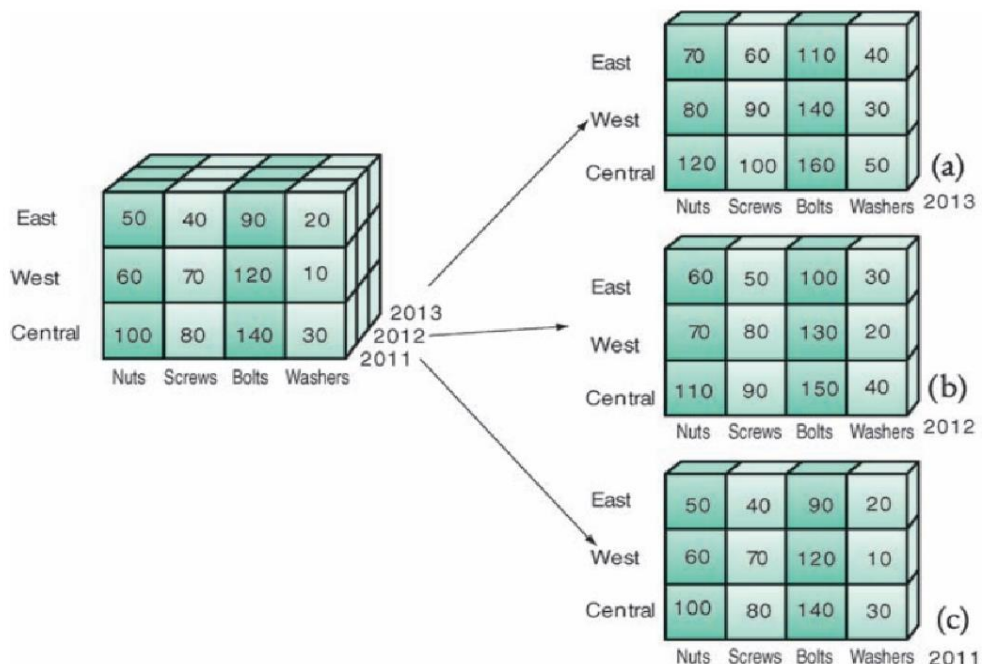 East 50 40 90 20
West 60 70 120 10
Central 100 80 140 30
Nuts Screws Bolts Washers
2013
2012
2011
East 70 60 110 40
West 80 90 140 30
Central 120 100 160 50 (a)
Nuts Screws Bolts Washers 2013
East 60 50 100 30
West 70 80 130 20
Central 110 90 150 40 (b)
Nuts Screws Bolts Washers 2012
East 50 40 90 20
West 60 70 120 10
Central 100 80 140 30 (c)
Nuts Screws Bolts Washers 2011